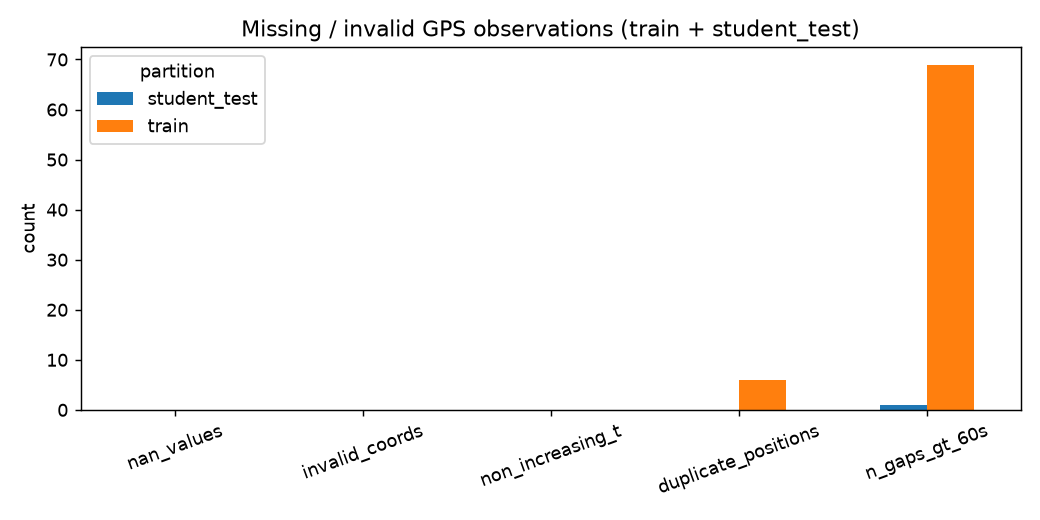 Missing / invalid GPS observations (train + student_test)
partition
student_test
train
count
70
60
50
40
30
20
10
0
nan_values
invalid_coords
non_increasing_t
duplicate_positions
n_gaps_gt_60s